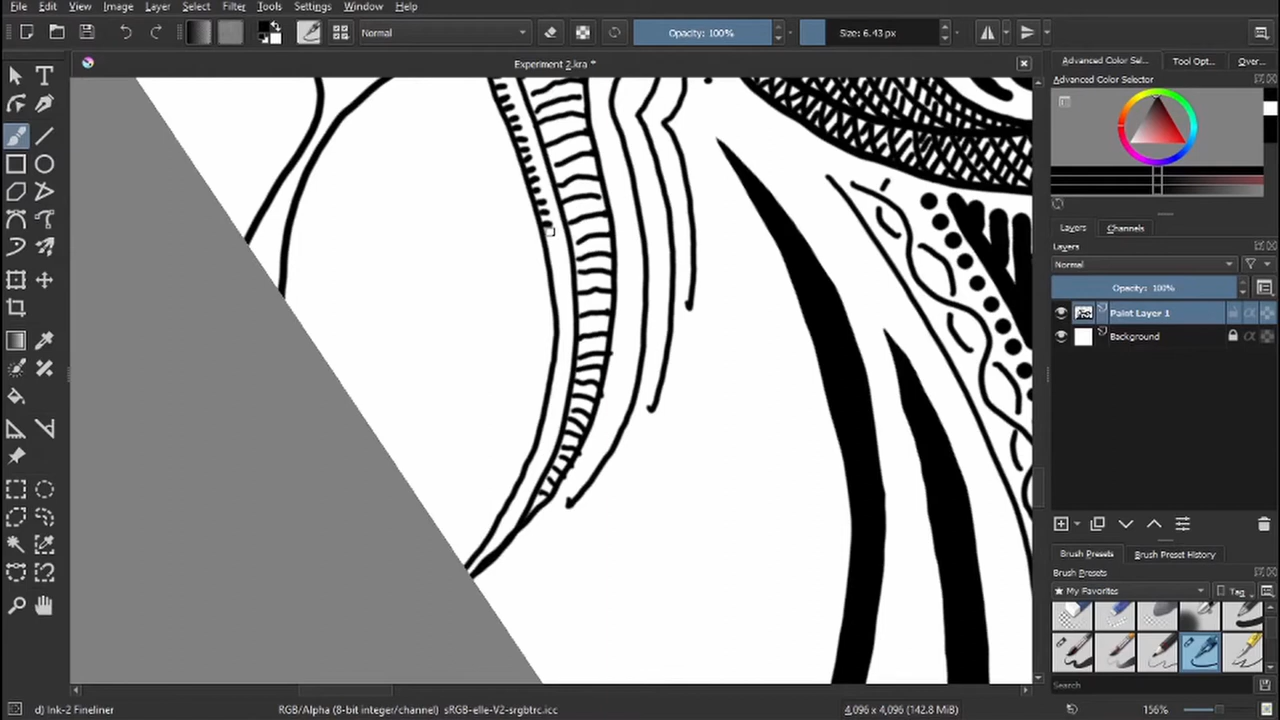 File Edit View Image Layer Select Filter Tools Settings Window Help
Normal Opacity: 100% Size: 6.43 px
Experiment 2.kra *
Advanced Color Sel... Tool Opt... Over...
Advanced Color Selector
Layers Channels
Layers
Normal
Opacity: 100%
Paint Layer 1
Background
Brush Presets Brush Preset History
Brush Presets
★ My Favorites Tag
Search
d) Ink-2 Fineliner RGB/Alpha (8-bit integer/channel) sRGB-elle-V2-srgbtrc.icc 4,096 x 4,096 (142.8 MiB) 156%